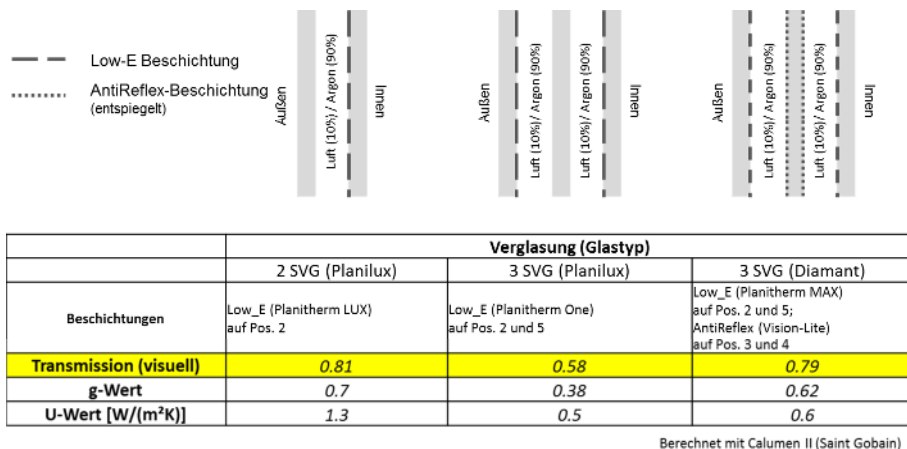 Low-E Beschichtung
AntiReflex-Beschichtung
(entspiegelt)
Außen
Luft (10%)/ Argon (90%)
Innen
Außen
Luft (10%)/ Argon (90%)
Luft (10%)/ Argon (90%)
Innen
Außen
Luft (10%)/ Argon (90%)
Luft (10%)/ Argon (90%)
Innen
Verglasung (Glastyp)
2 SVG (Planilux) 3 SVG (Planilux) 3 SVG (Diamant)
Beschichtungen
Low_E (Planitherm LUX)
auf Pos. 2
Low_E (Planitherm One)
auf Pos. 2 und 5
Low_E (Planitherm MAX)
auf Pos. 2 und 5;
AntiReflex (Vision-Lite)
auf Pos. 3 und 4
Transmission (visuell) 0.81 0.58 0.79
g-Wert 0.7 0.38 0.62
U-Wert [W/(m²K)] 1.3 0.5 0.6
Berechnet mit Calumen II (Saint Gobain)